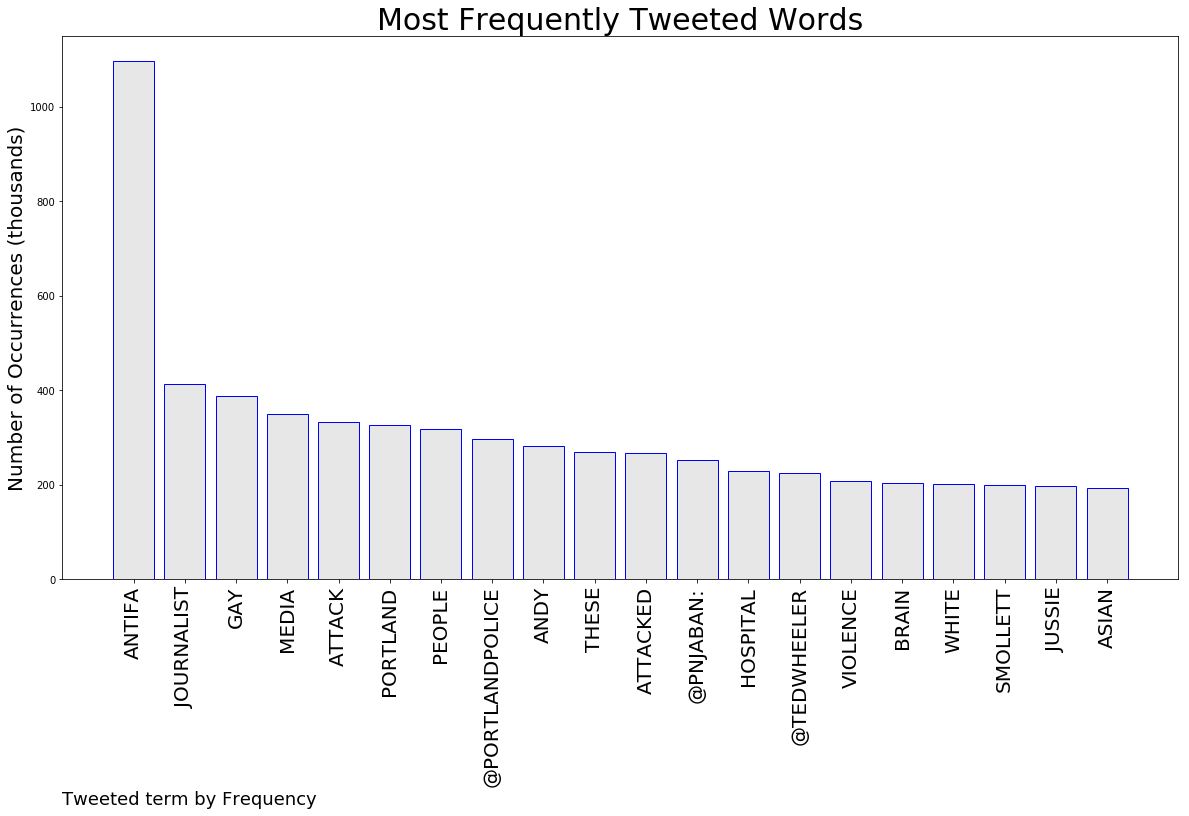 Most Frequently Tweeted Words
Number of Occurrences (thousands)
1000
800
600
400
200
0
ANTIFA
JOURNALIST
GAY
MEDIA
ATTACK
PORTLAND
PEOPLE
@PORTLANDPOLICE
ANDY
THESE
ATTACKED
@PNJABAN:
HOSPITAL
@TEDWHEELER
VIOLENCE
BRAIN
WHITE
SMOLLETT
JUSSIE
ASIAN
Tweeted term by Frequency